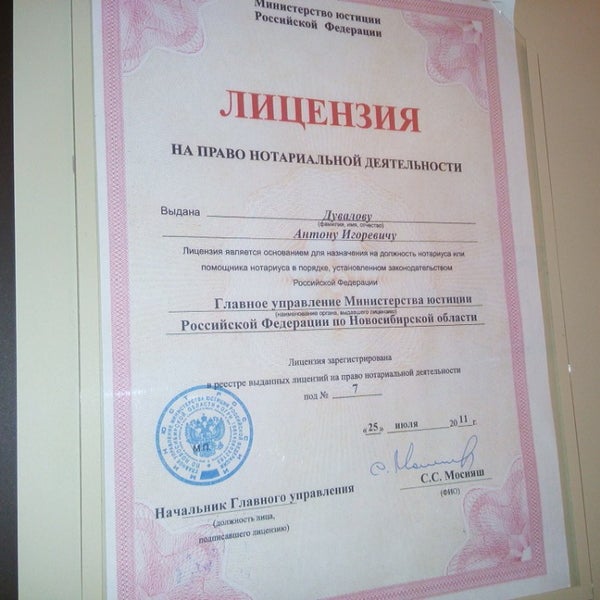 Министерство юстиции
Российской Федерации
ЛИЦЕНЗИЯ
НА ПРАВО НОТАРИАЛЬНОЙ ДЕЯТЕЛЬНОСТИ
Выдана Дувалову
(фамилия, имя, отчество)
Антону Игоревичу
Лицензия является основанием для назначения на должность нотариуса или
помощника нотариуса в порядке, установленном законодательством
Российской Федерации
Главное управление Министерства юстиции
(наименование органа, выдавшего лицензию)
Российской Федерации по Новосибирской области
Лицензия зарегистрирована
в реестре выданных лицензий на право нотариальной деятельности
под № 7
«25» июля 2011 г.
М.П.
С.С. Мосияш
(ФИО)
Начальник Главного управления
(должность лица,
подписавшего лицензию)